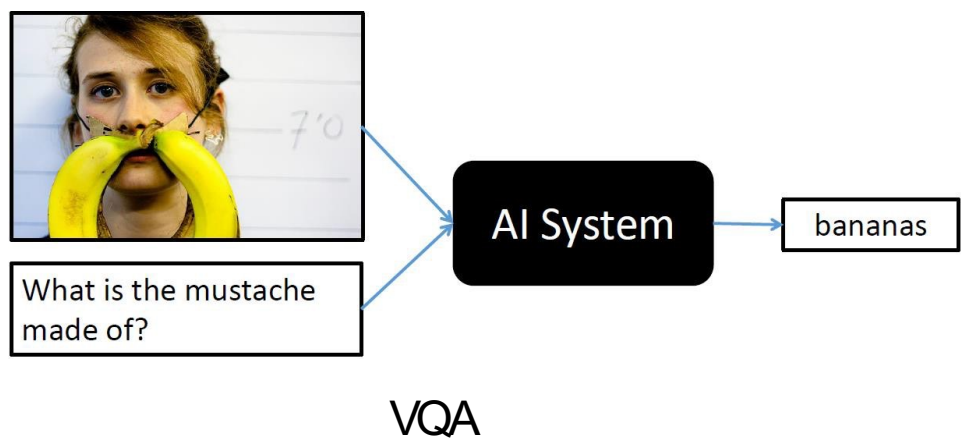 7'0
What is the mustache
made of?
AI System
bananas
VQA